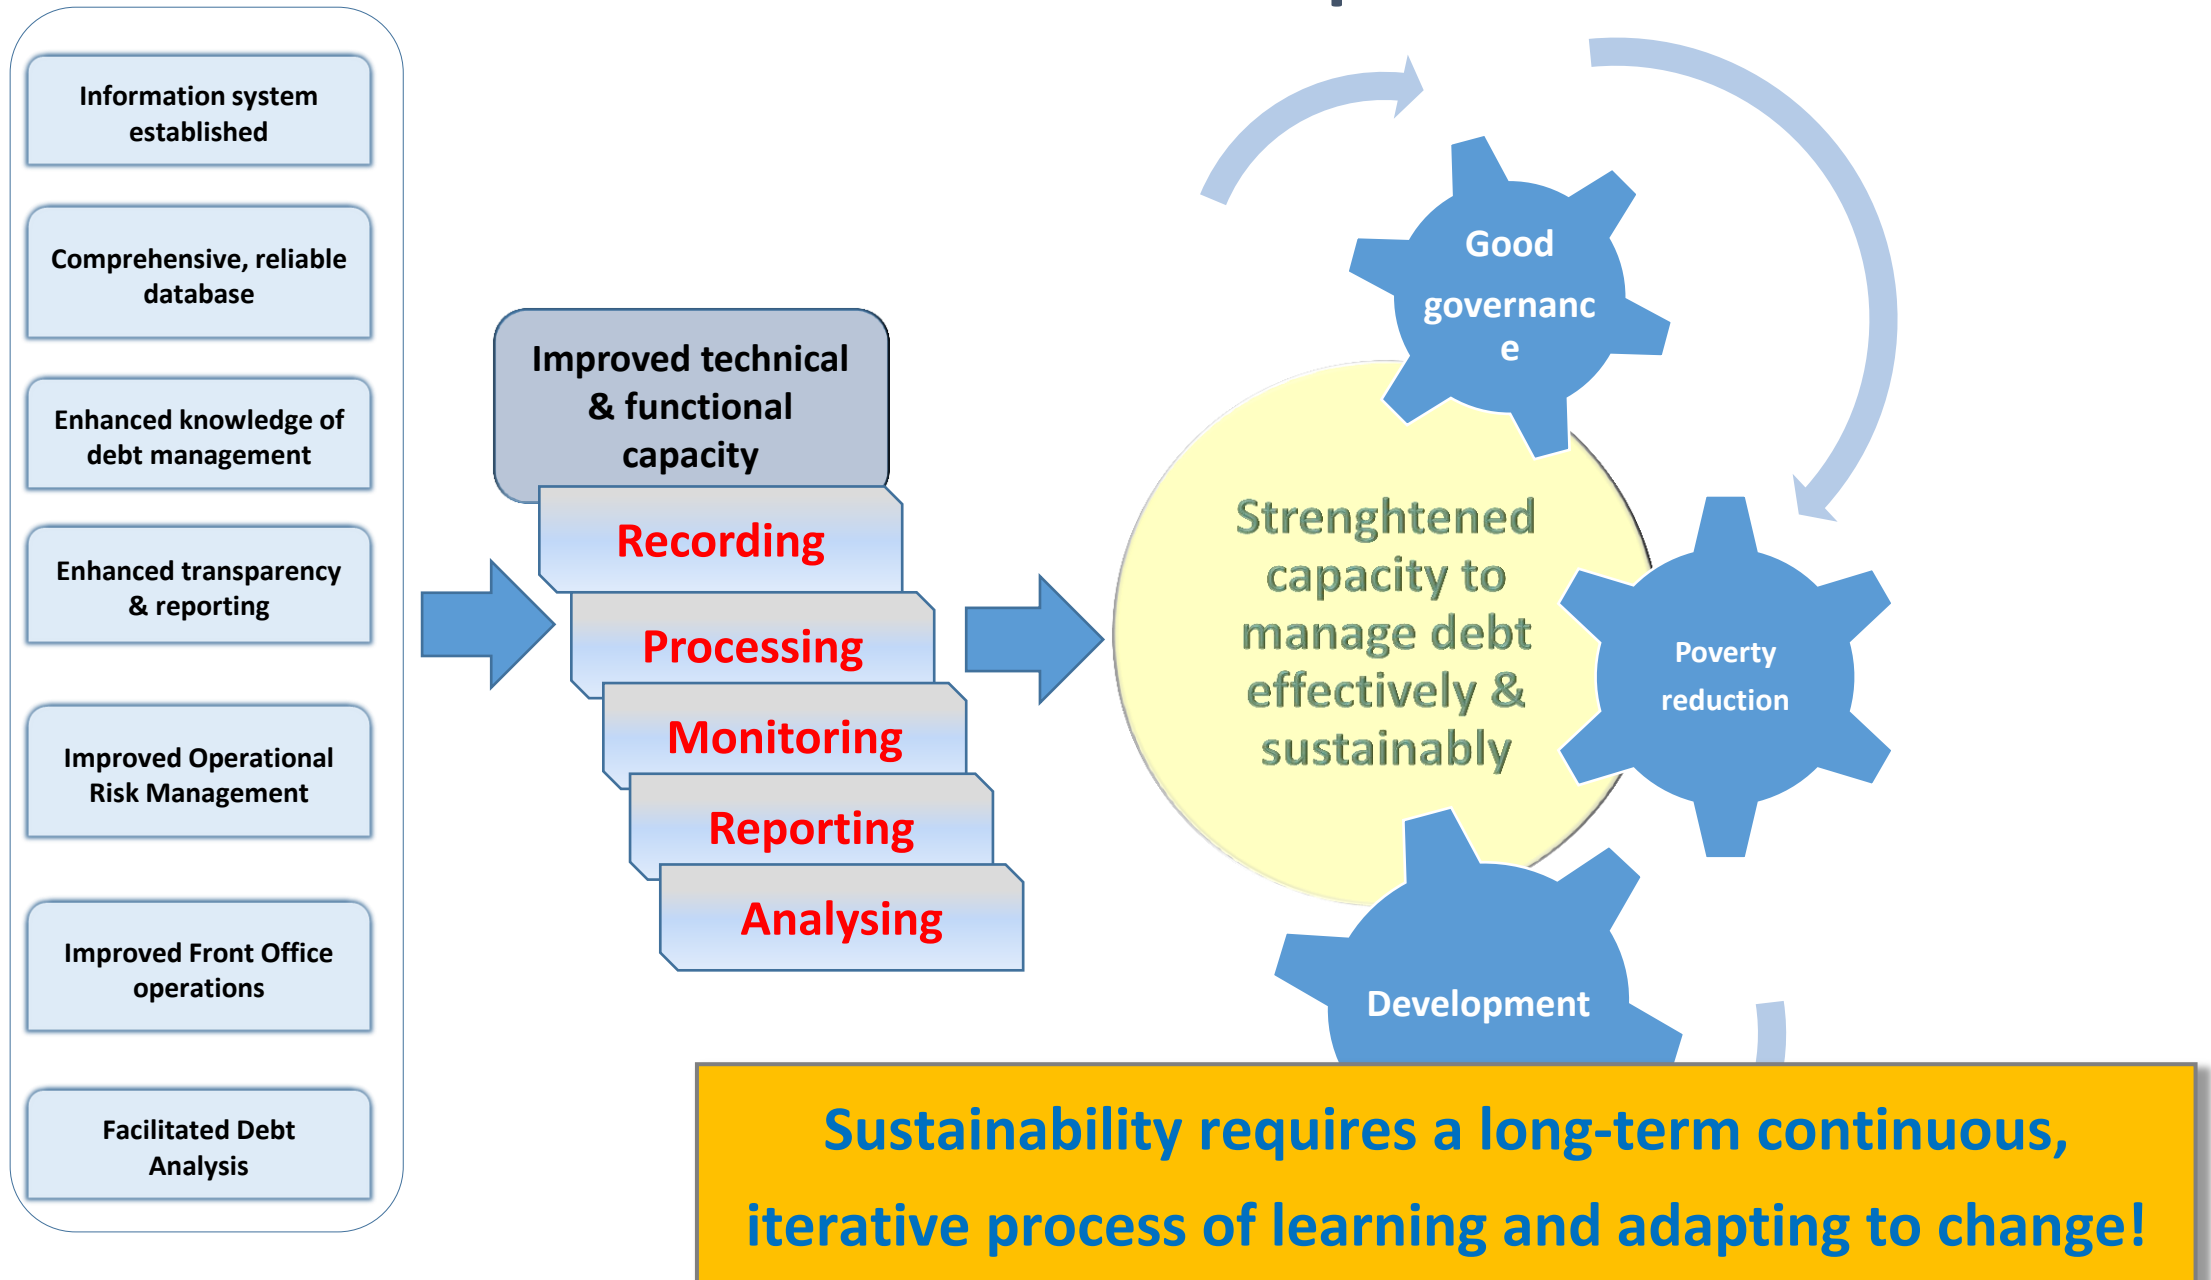 Information system
established
Comprehensive, reliable
database
Enhanced knowledge of
debt management
Enhanced transparency
& reporting
Improved Operational
Risk Management
Improved Front Office
operations
Facilitated Debt
Analysis
Improved technical
& functional
capacity
Recording
Processing
Monitoring
Reporting
Analysing
Strenghtened
capacity to
manage debt
effectively &
sustainably
Good
governanc
e
Poverty
reduction
Development
Sustainability requires a long-term continuous,
iterative process of learning and adapting to change!